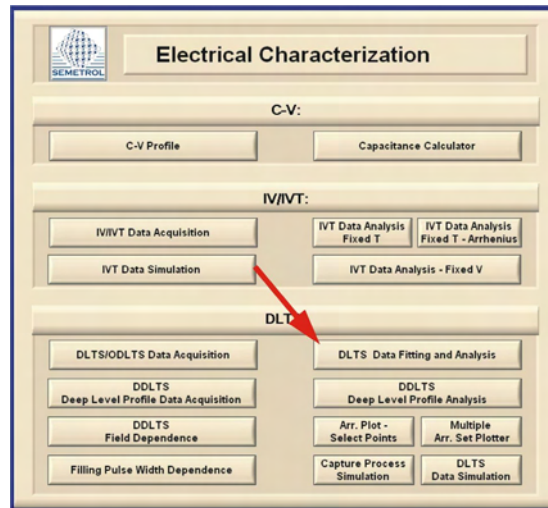 SEMETROL
Electrical Characterization
C-V:
C-V Profile
Capacitance Calculator
IV/IVT:
IV/IVT Data Acquisition
IVT Data Analysis
Fixed T
IVT Data Analysis
Fixed T - Arrhenius
IVT Data Simulation
IVT Data Analysis - Fixed V
DLT
DLTS/ODLTS Data Acquisition
DLTS Data Fitting and Analysis
DDLTS
Deep Level Profile Data Acquisition
DDLTS
Deep Level Profile Analysis
DDLTS
Field Dependence
Arr. Plot -
Select Points
Multiple
Arr. Set Plotter
Filling Pulse Width Dependence
Capture Process
Simulation
DLTS
Data Simulation